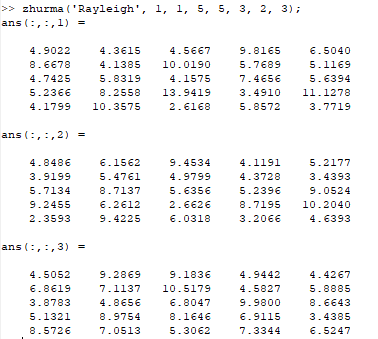 >> zhurma('Rayleigh', 1, 1, 5, 5, 3, 2, 3);
ans(:,:,1) =
4.9022 4.3615 4.5667 9.8165 6.5040
8.6678 4.1385 10.0190 5.7689 5.1169
4.7425 5.8319 4.1575 7.4656 5.6394
5.2366 8.2558 13.9419 3.4910 11.1278
4.1799 10.3575 2.6168 5.8572 3.7719
ans(:,:,2) =
4.8486 6.1562 9.4534 4.1191 5.2177
3.9199 5.4761 4.9799 4.3728 3.4393
5.7134 8.7137 5.6356 5.2396 9.0524
9.2455 6.2612 2.6626 8.7195 10.2040
2.3593 9.4225 6.0318 3.2066 4.6393
ans(:,:,3) =
4.5052 9.2869 9.1836 4.9442 4.4267
6.8619 7.1137 10.5179 4.5827 5.8885
3.8783 4.8656 6.8047 9.9800 8.6643
5.1321 8.9754 8.1646 6.9115 3.4385
8.5726 7.0513 5.3062 7.3344 6.5247